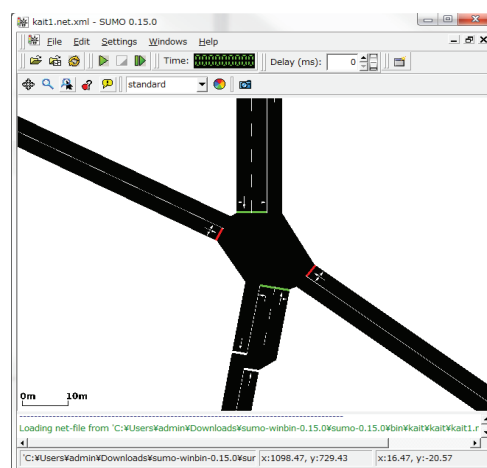 kait1.net.xml - SUMO 0.15.0
File Edit Settings Windows Help
Time: Delay (ms): 0
standard
0m 10m
Loading net-file from 'C:¥Users¥admin¥Downloads¥sumo-winbin-0.15.0¥sumo-0.15.0¥bin¥kait¥kait¥kait1.r
'C:¥Users¥admin¥Downloads¥sumo-winbin-0.15.0¥sur x:1098.47, y:729.43 x:16.47, y:-20.57